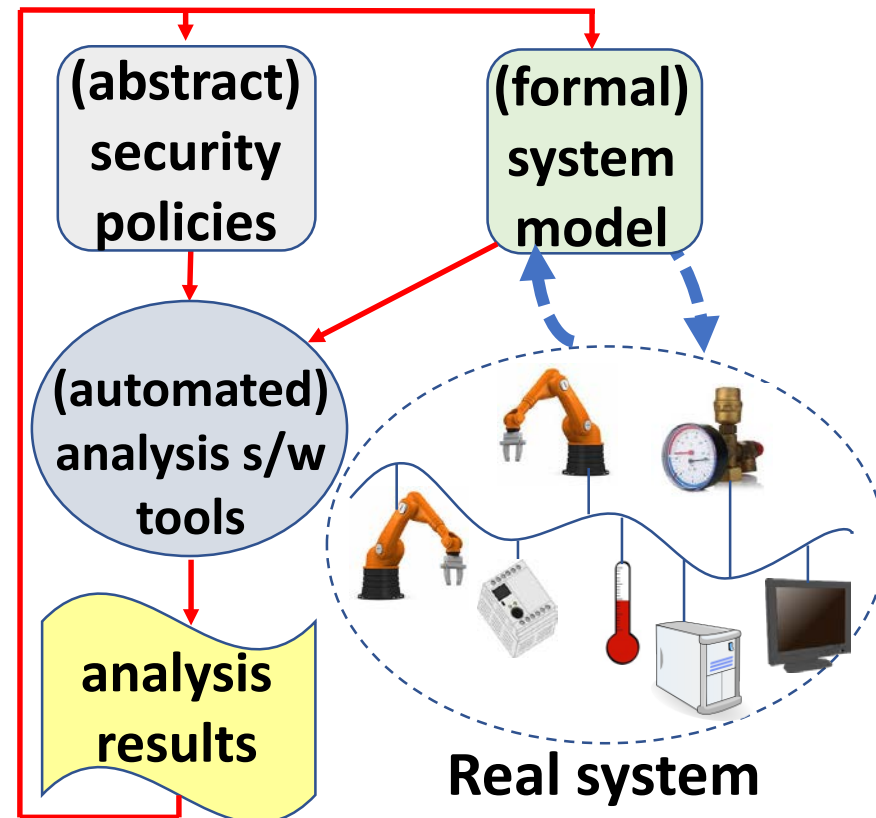 (abstract)
security
policies
(formal)
system
model
(automated)
analysis s/w
tools
analysis
results
Real system